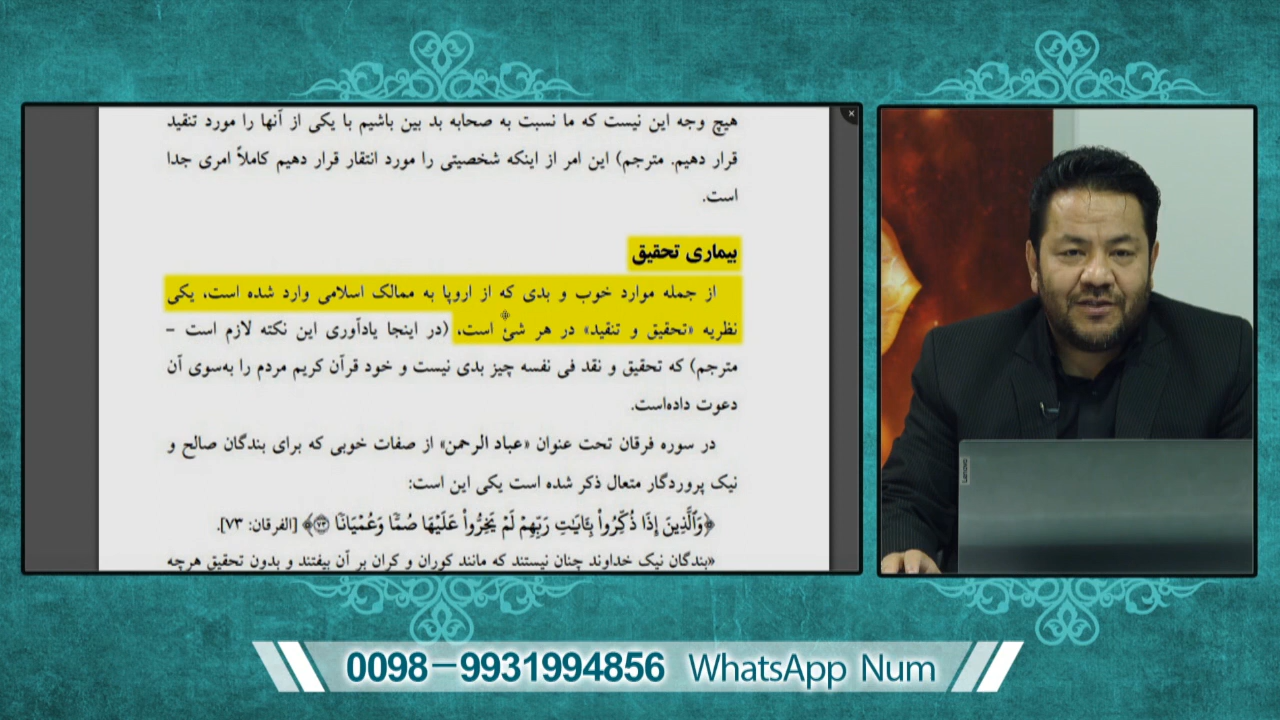 هیچ وجه این نیست که ما نسبت به صحابه بد بین باشیم با یکی از آنها را مورد تنقید
قرار دهیم. مترجم) این امر از اینکه شخصیتی را مورد انتقار قرار دهیم کاملاً امری جدا
است.
بیماری تحقیق
از جمله موارد خوب و بدی که از اروپا به ممالک اسلامی وارد شده است، یکی
نظریه «تحقیق و تنقید» در هر شئ است، (در اینجا یادآوری این نکته لازم است –
مترجم) که تحقیق و نقد فی نفسه چیز بدی نیست و خود قرآن کریم مردم را به‌سوی آن
دعوت داده‌است.
در سوره فرقان تحت عنوان «عباد الرحمن» از صفات خوبی که برای بندگان صالح و
نیک پروردگار متعال ذکر شده است یکی این است:
﴿وَٱلَّذِينَ إِذَا ذُكِّرُواْ بِـَٔايَٰتِ رَبِّهِمۡ لَمۡ يَخِرُّواْ عَلَيۡهَا صُمّٗا وَعُمۡيَانٗا ٧٣﴾ [الفرقان: ۷۳].
«بندگان نیک خداوند چنان نیستند که مانند کوران و کران بر آن بیفتند و بدون تحقیق هرچه
Lenovo
0098–9931994856 WhatsApp Num